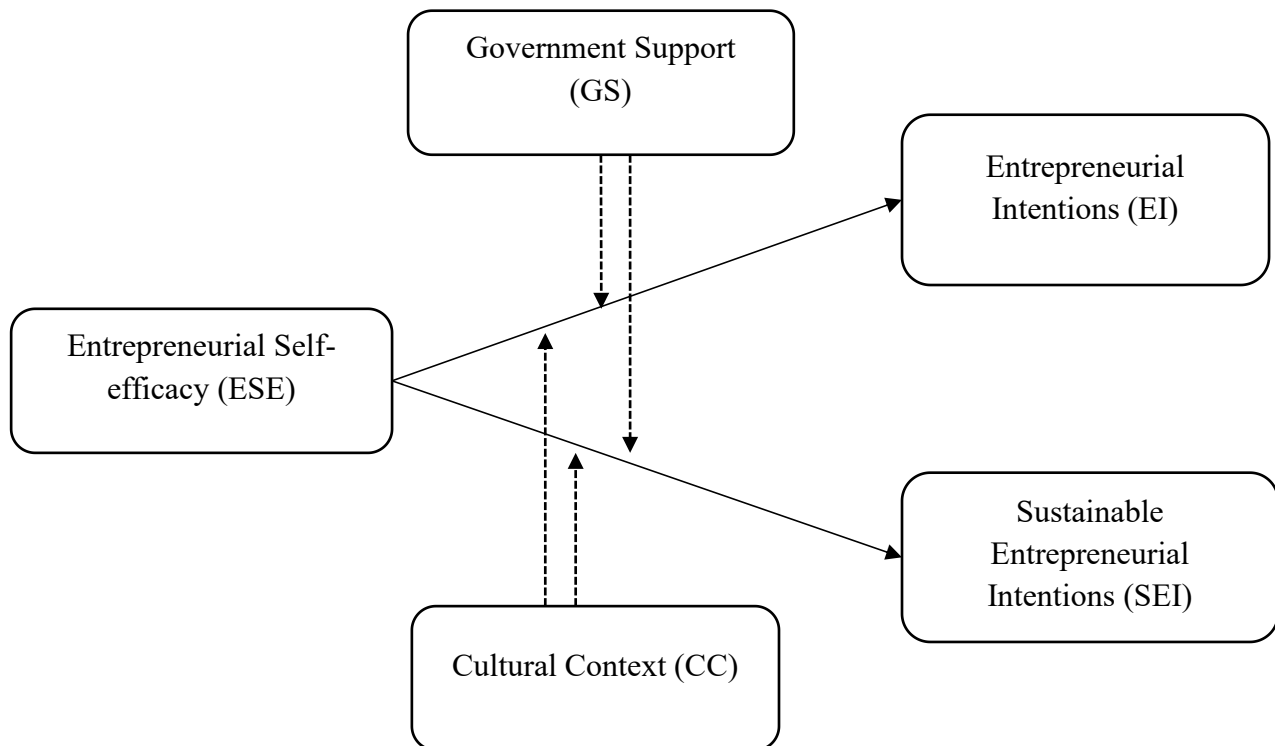 Government Support
(GS)
Entrepreneurial
Intentions (EI)
Entrepreneurial Self-
efficacy (ESE)
Sustainable
Entrepreneurial
Intentions (SEI)
Cultural Context (CC)